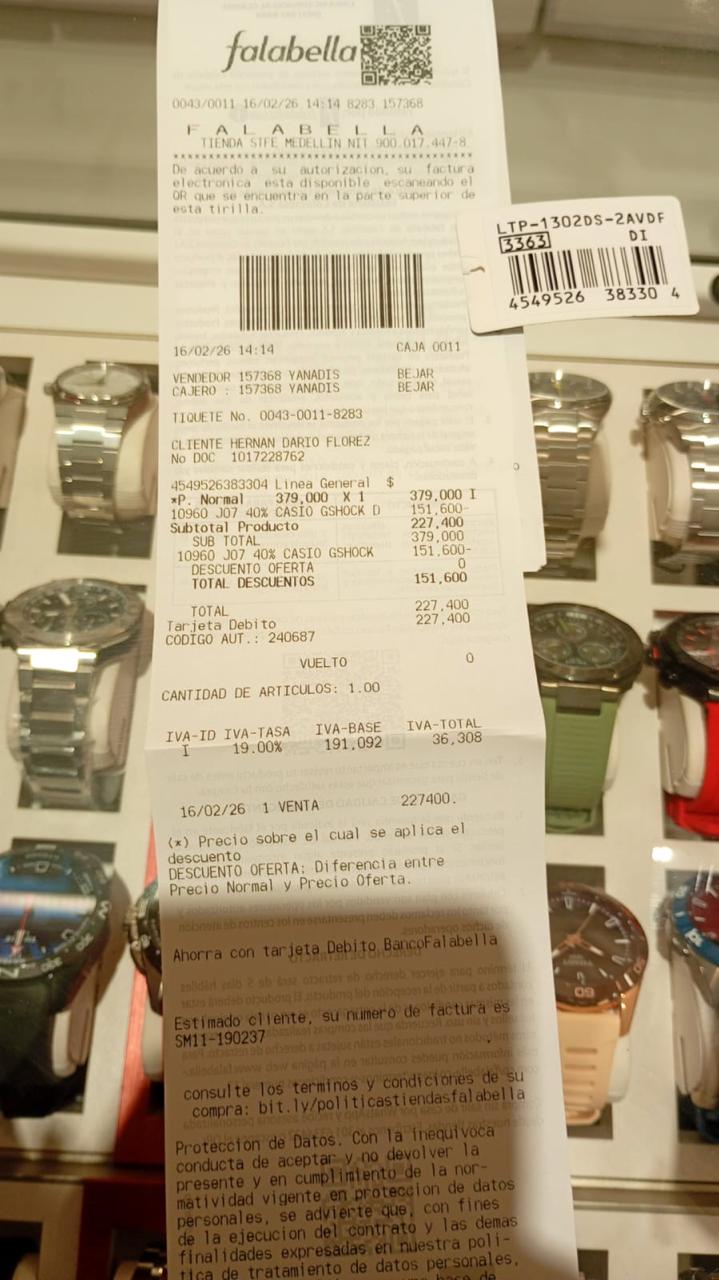 falabella
0043/0011 16/02/26 14:14 8283 157368
F A L A B E L L A
TIENDA STFE MEDELLIN NIT 900.017.447-8
****************************************
De acuerdo a su autorizacion, su factura
electronica esta disponible escaneando el
QR que se encuentra en la parte superior de
esta tirilla.
LTP-1302DS-2AVDF
3363 DI
4549526 38330 4
16/02/26 14:14 CAJA 0011
VENDEDOR 157368 YANADIS BEJAR
CAJERO : 157368 YANADIS BEJAR
TIQUETE No. 0043-0011-8283
CLIENTE HERNAN DARIO FLOREZ
No DOC 1017228762
4549526383304 Linea General $
*P. Normal 379,000 X 1 379,000 I
10960 J07 40% CASIO GSHOCK D 151,600-
Subtotal Producto 227,400
SUB TOTAL 379,000
10960 J07 40% CASIO GSHOCK 151,600-
DESCUENTO OFERTA 0
TOTAL DESCUENTOS 151,600
TOTAL 227,400
Tarjeta Debito 227,400
CODIGO AUT.: 240687
VUELTO 0
CANTIDAD DE ARTICULOS: 1.00
IVA-ID IVA-TASA IVA-BASE IVA-TOTAL
I 19.00% 191,092 36,308
16/02/26 1 VENTA 227400.
(*) Precio sobre el cual se aplica el
descuento
DESCUENTO OFERTA: Diferencia entre
Precio Normal y Precio Oferta.
Ahorra con tarjeta Debito BancoFalabella
Estimado cliente, su numero de factura es
SM11-190237
consulte los terminos y condiciones de su
compra: bit.ly/politicastiendasfalabella
Proteccion de Datos. Con la inequivoca
conducta de aceptar y no devolver la
presente y en cumplimiento de la nor-
matividad vigente en proteccion de datos
personales, se advierte que, con fines
de la ejecucion del contrato y las demas
finalidades expresadas en nuestra poli-
tica de tratamiento de datos personales,